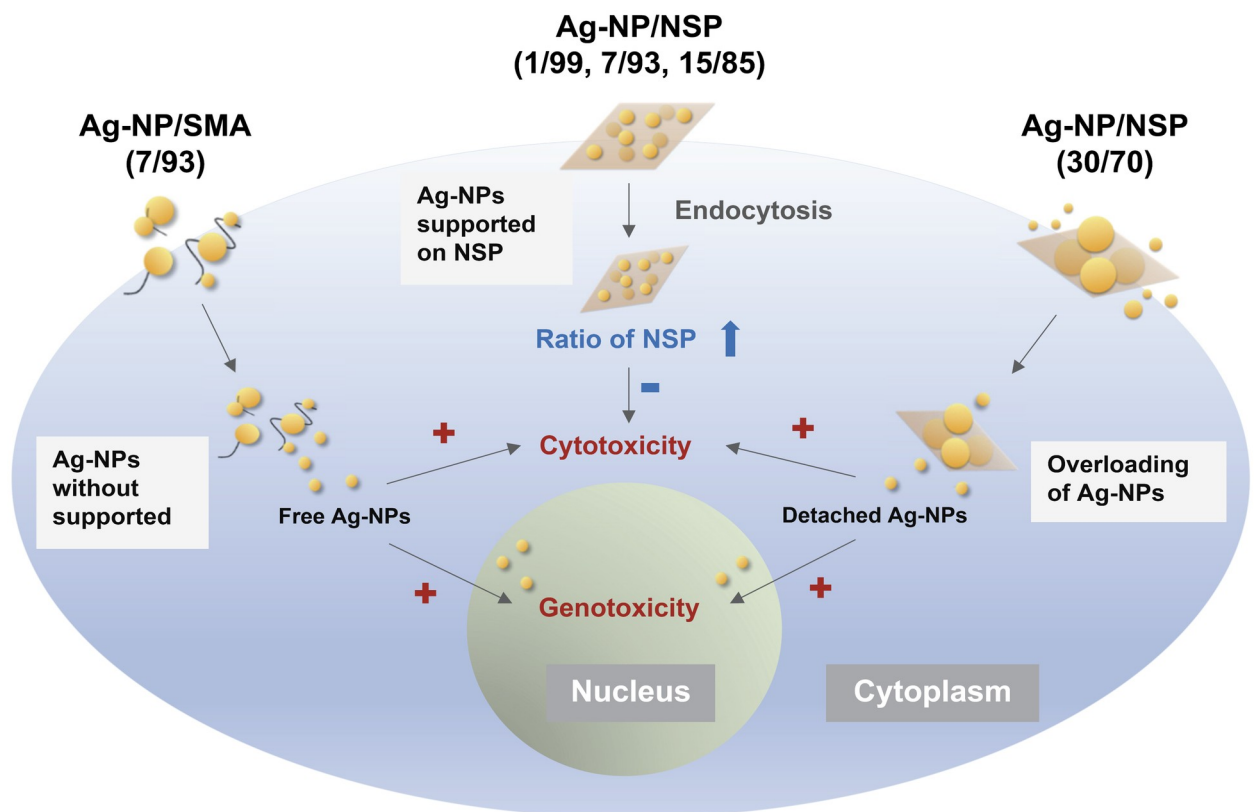 Ag-NP/NSP
(1/99, 7/93, 15/85)
Ag-NP/SMA
(7/93)
Ag-NP/NSP
(30/70)
Ag-NPs
supported
on NSP
Endocytosis
Ratio of NSP
Cytotoxicity
Ag-NPs
without
supported
Free Ag-NPs
Detached Ag-NPs
Overloading
of Ag-NPs
Genotoxicity
Nucleus
Cytoplasm